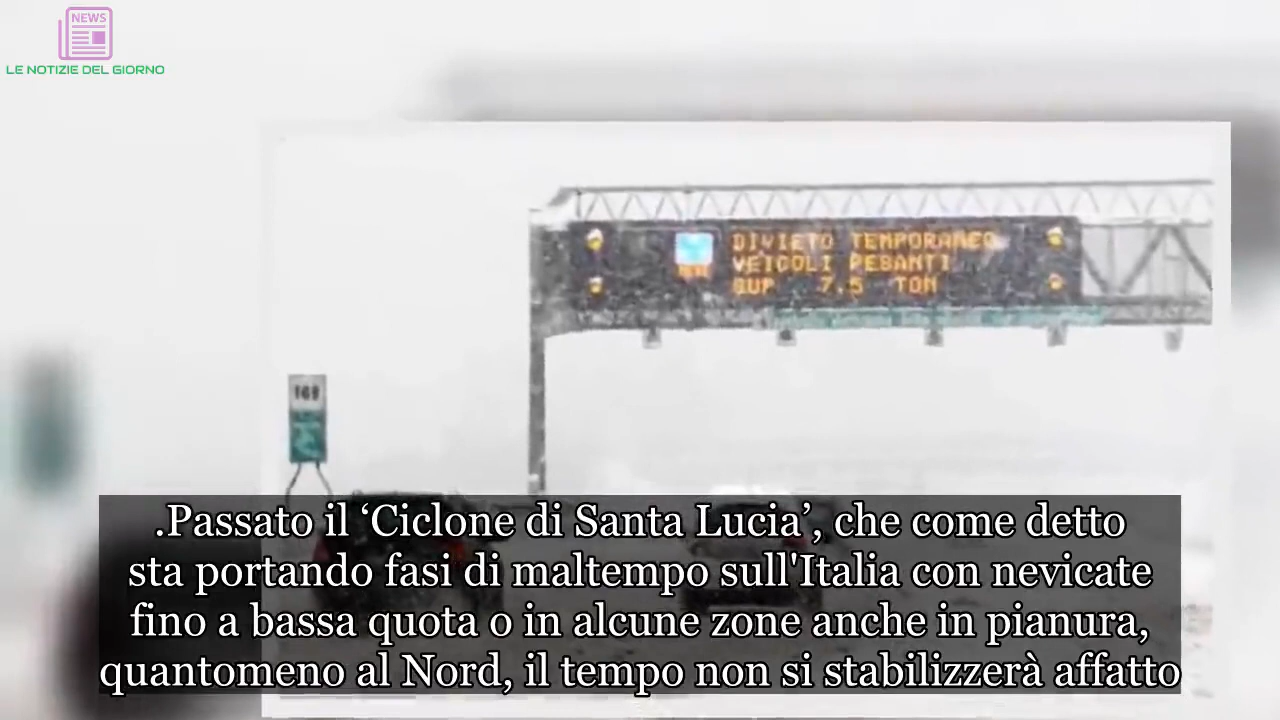 NEWS
LE NOTIZIE DEL GIORNO
DIVIETO TEMPORANEO
VEICOLI PESANTI
SUP 7.5 TON
.Passato il ‘Ciclone di Santa Lucia’, che come detto
sta portando fasi di maltempo sull'Italia con nevicate
fino a bassa quota o in alcune zone anche in pianura,
quantomeno al Nord, il tempo non si stabilizzerà affatto